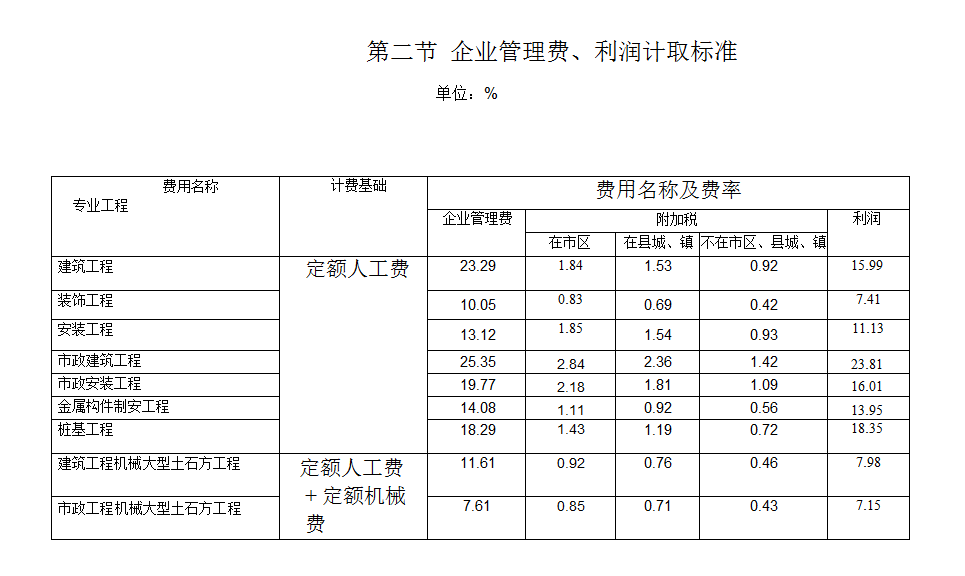 第二节 企业管理费、利润计取标准
单位：%
费用名称
专业工程
计费基础
费用名称及费率
企业管理费
附加税
利润
在市区
在县城、镇
不在市区、县城、镇
建筑工程
定额人工费
23.29
1.84
1.53
0.92
15.99
装饰工程
10.05
0.83
0.69
0.42
7.41
安装工程
13.12
1.85
1.54
0.93
11.13
市政建筑工程
25.35
2.84
2.36
1.42
23.81
市政安装工程
19.77
2.18
1.81
1.09
16.01
金属构件制安工程
14.08
1.11
0.92
0.56
13.95
桩基工程
18.29
1.43
1.19
0.72
18.35
建筑工程机械大型土石方工程
定额人工费
+定额机械
费
11.61
0.92
0.76
0.46
7.98
市政工程机械大型土石方工程
7.61
0.85
0.71
0.43
7.15